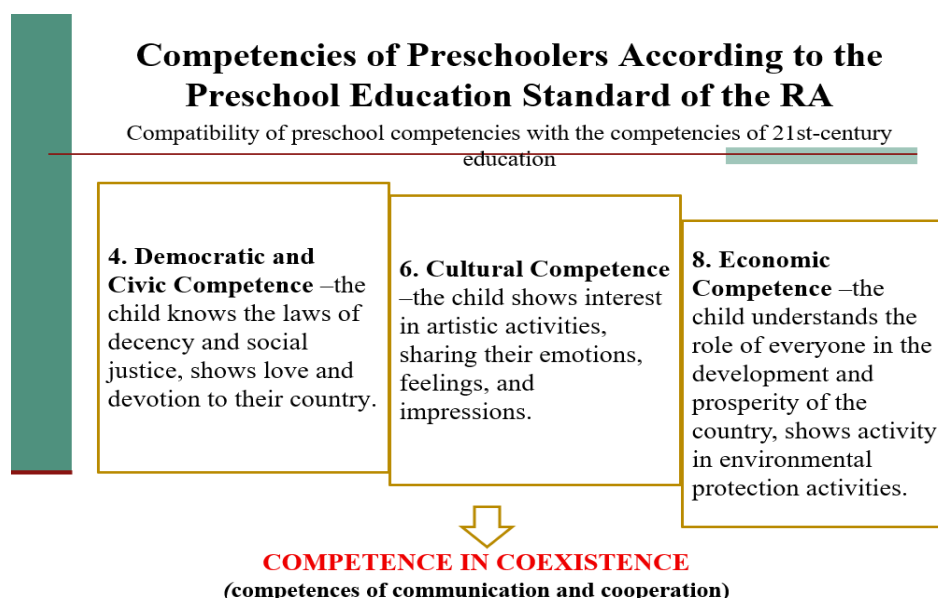 Competencies of Preschoolers According to the
Preschool Education Standard of the RA
Compatibility of preschool competencies with the competencies of 21st-century
education
4. Democratic and
Civic Competence –the
child knows the laws of
decency and social
justice, shows love and
devotion to their country.
6. Cultural Competence
–the child shows interest
in artistic activities,
sharing their emotions,
feelings, and
impressions.
8. Economic
Competence –the
child understands the
role of everyone in the
development and
prosperity of the
country, shows activity
in environmental
protection activities.
COMPETENCE IN COEXISTENCE
(competences of communication and cooperation)